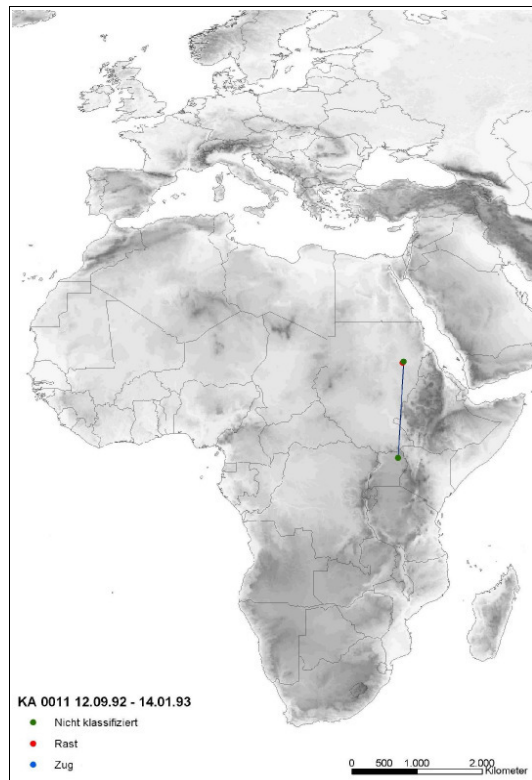 KA 0011 12.09.92 - 14.01.93
Nicht klassifiziert
Rast
Zug
0 500 1.000 2.000
Kilometer